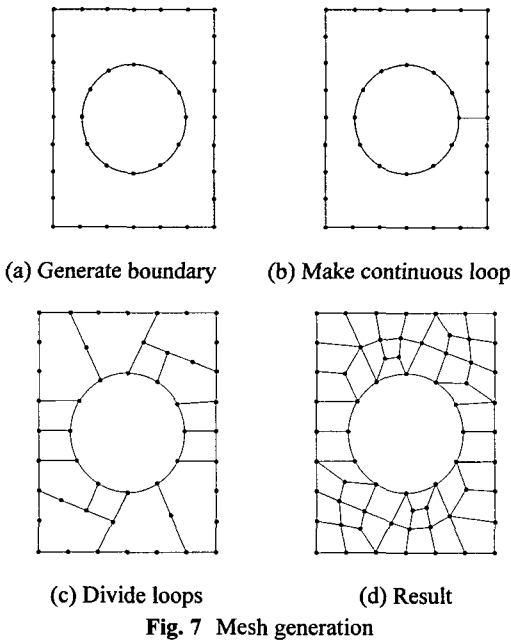 (a) Generate boundary
(b) Make continuous loop
(c) Divide loops
(d) Result
Fig. 7 Mesh generation